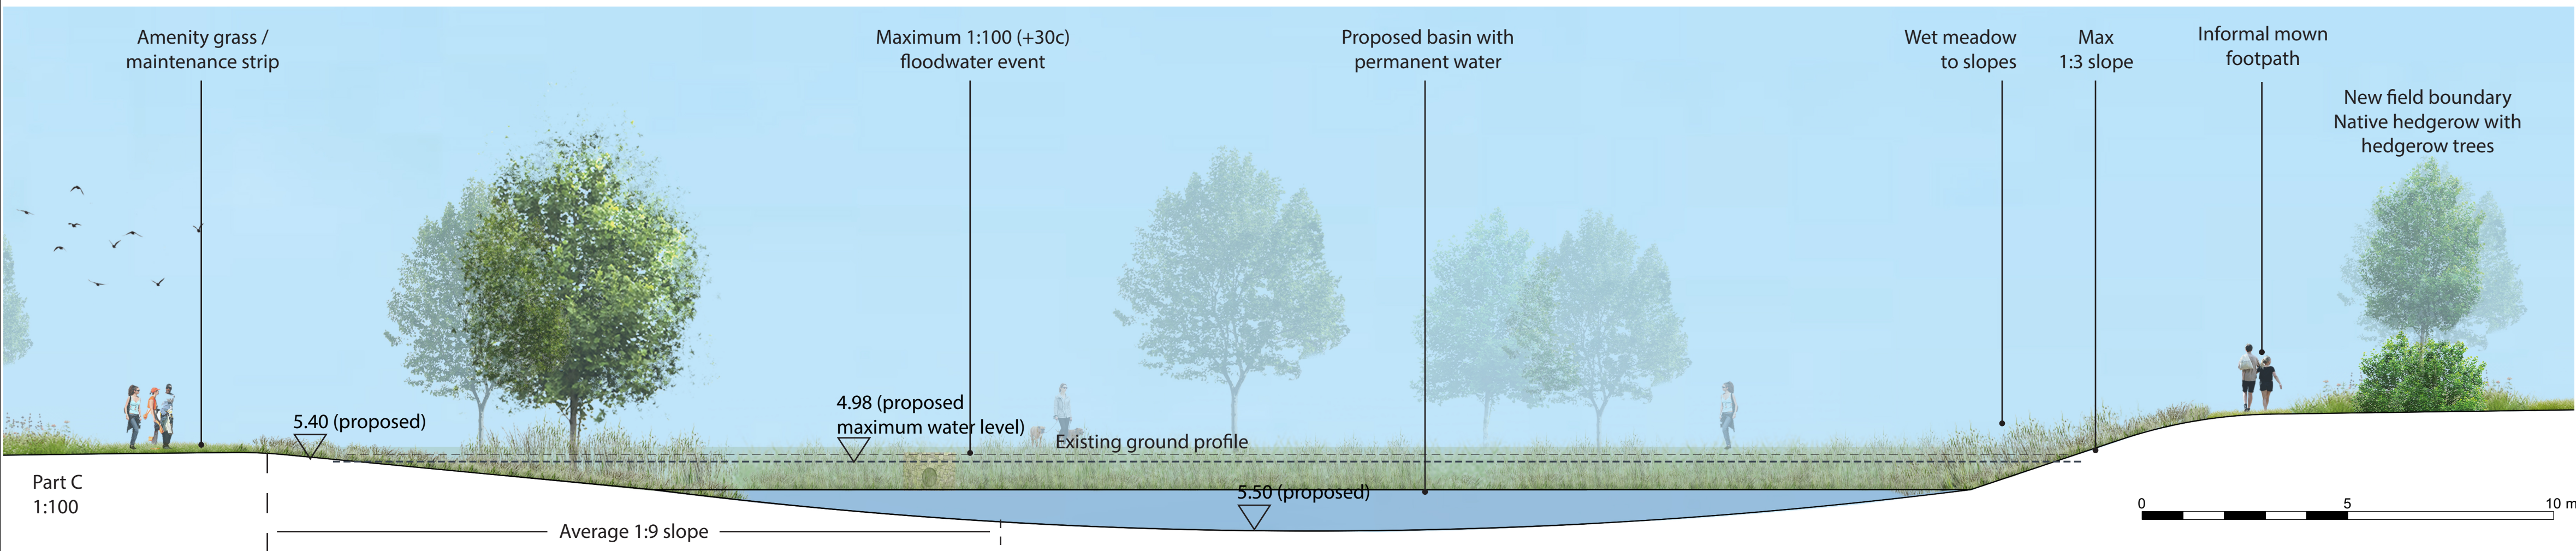 Amenity grass /
maintenance strip
Maximum 1:100 (+30c)
floodwater event
Proposed basin with
permanent water
Wet meadow
to slopes
Max
1:3 slope
Informal mown
footpath
New field boundary
Native hedgerow with
hedgerow trees
5.40 (proposed)
4.98 (proposed
maximum water level)
Existing ground profile
5.50 (proposed)
Part C
1:100
Average 1:9 slope
0 5 10 m